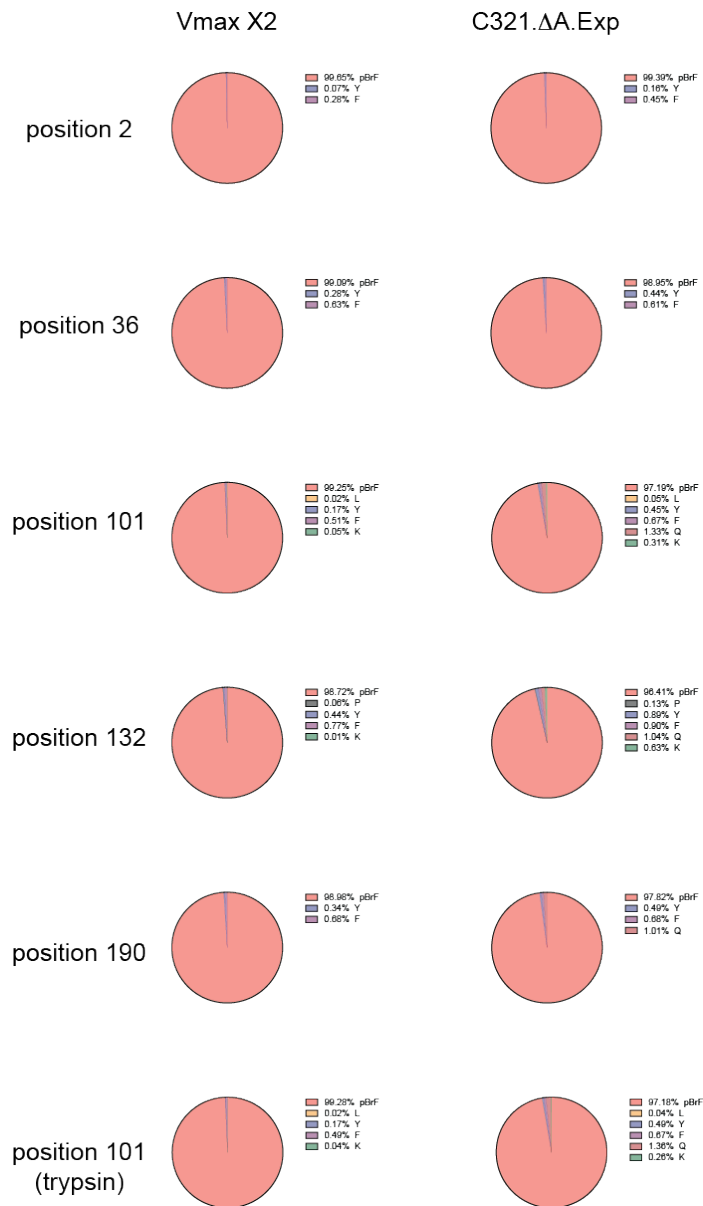 Vmax X2
C321.ΔA.Exp
position 2
99.65% pBrF
0.07% Y
0.28% F
99.39% pBrF
0.16% Y
0.45% F
position 36
99.09% pBrF
0.28% Y
0.63% F
98.95% pBrF
0.44% Y
0.61% F
position 101
99.25% pBrF
0.02% L
0.17% Y
0.51% F
0.05% K
97.19% pBrF
0.05% L
0.45% Y
0.67% F
1.33% Q
0.31% K
position 132
98.72% pBrF
0.06% P
0.44% Y
0.77% F
0.01% K
96.41% pBrF
0.13% P
0.89% Y
0.90% F
1.04% Q
0.63% K
position 190
98.98% pBrF
0.34% Y
0.68% F
97.82% pBrF
0.49% Y
0.68% F
1.01% Q
position 101
(trypsin)
99.28% pBrF
0.02% L
0.17% Y
0.49% F
0.04% K
97.18% pBrF
0.04% L
0.49% Y
0.67% F
1.36% Q
0.26% K